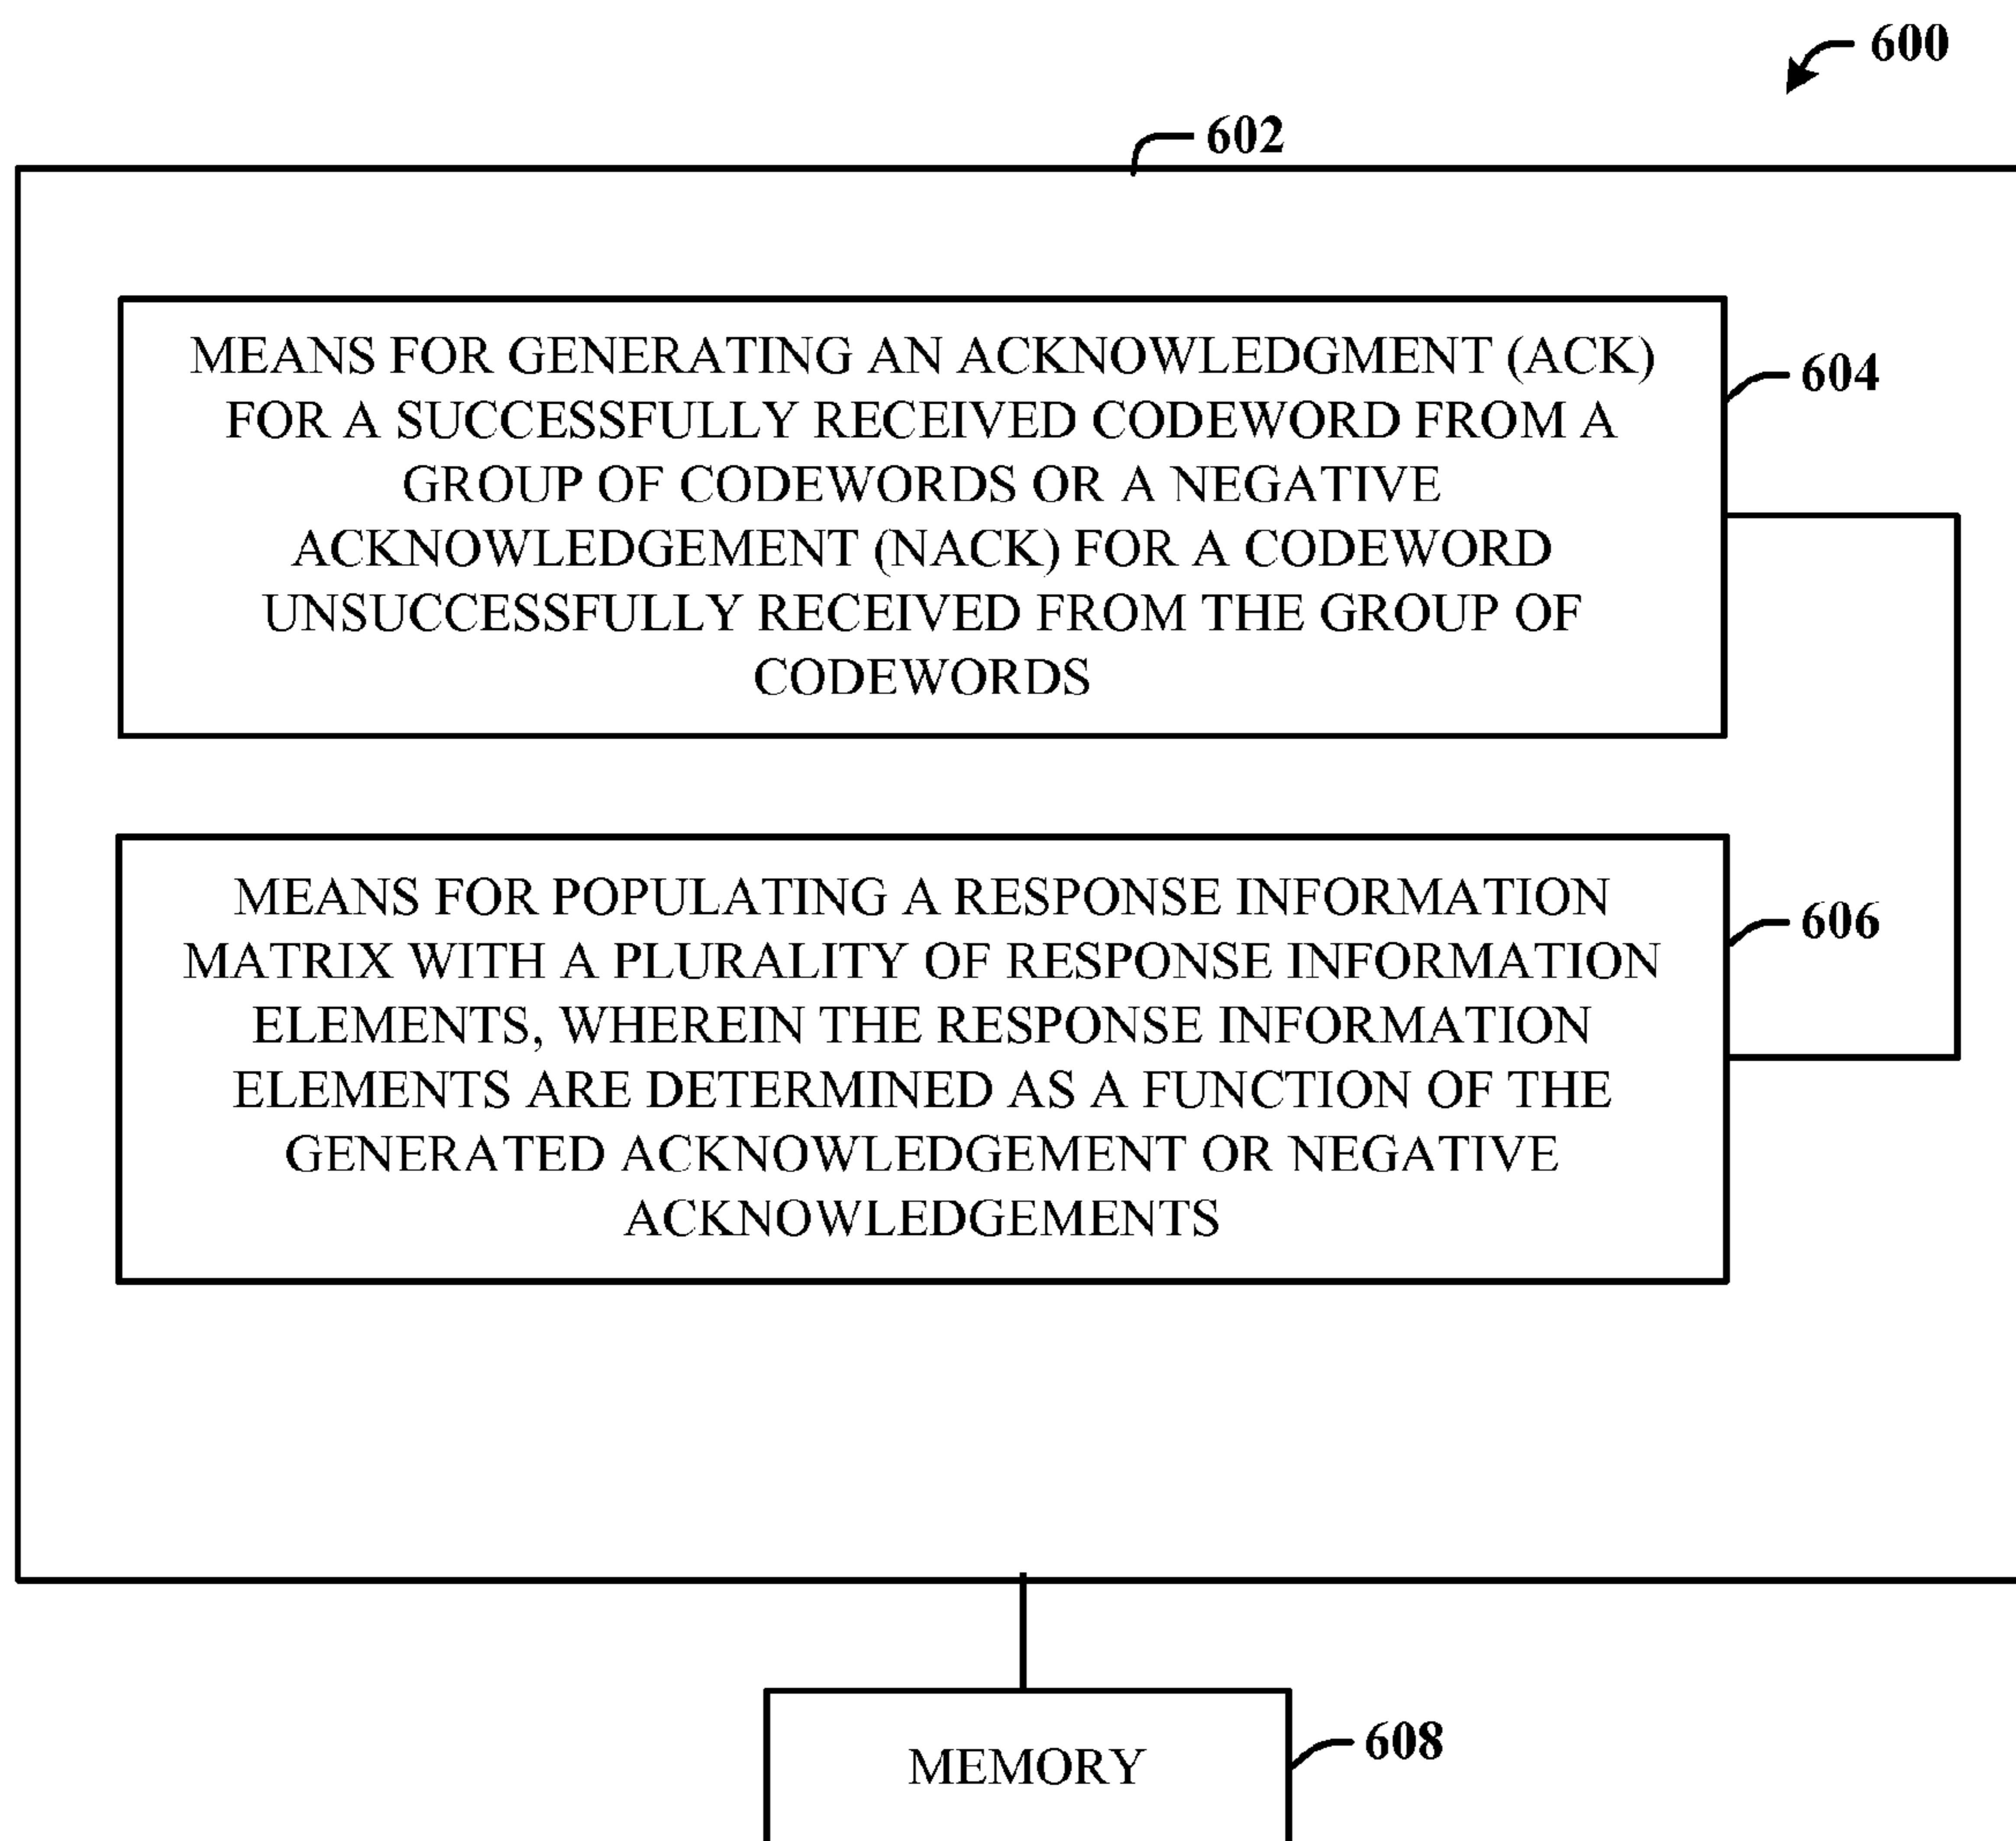 600
602
MEANS FOR GENERATING AN ACKNOWLEDGMENT (ACK)
FOR A SUCCESSFULLY RECEIVED CODEWORD FROM A
GROUP OF CODEWORDS OR A NEGATIVE
ACKNOWLEDGEMENT (NACK) FOR A CODEWORD
UNSUCCESSFULLY RECEIVED FROM THE GROUP OF
CODEWORDS
604
MEANS FOR POPULATING A RESPONSE INFORMATION
MATRIX WITH A PLURALITY OF RESPONSE INFORMATION
ELEMENTS, WHEREIN THE RESPONSE INFORMATION
ELEMENTS ARE DETERMINED AS A FUNCTION OF THE
GENERATED ACKNOWLEDGEMENT OR NEGATIVE
ACKNOWLEDGEMENTS
606
MEMORY
608